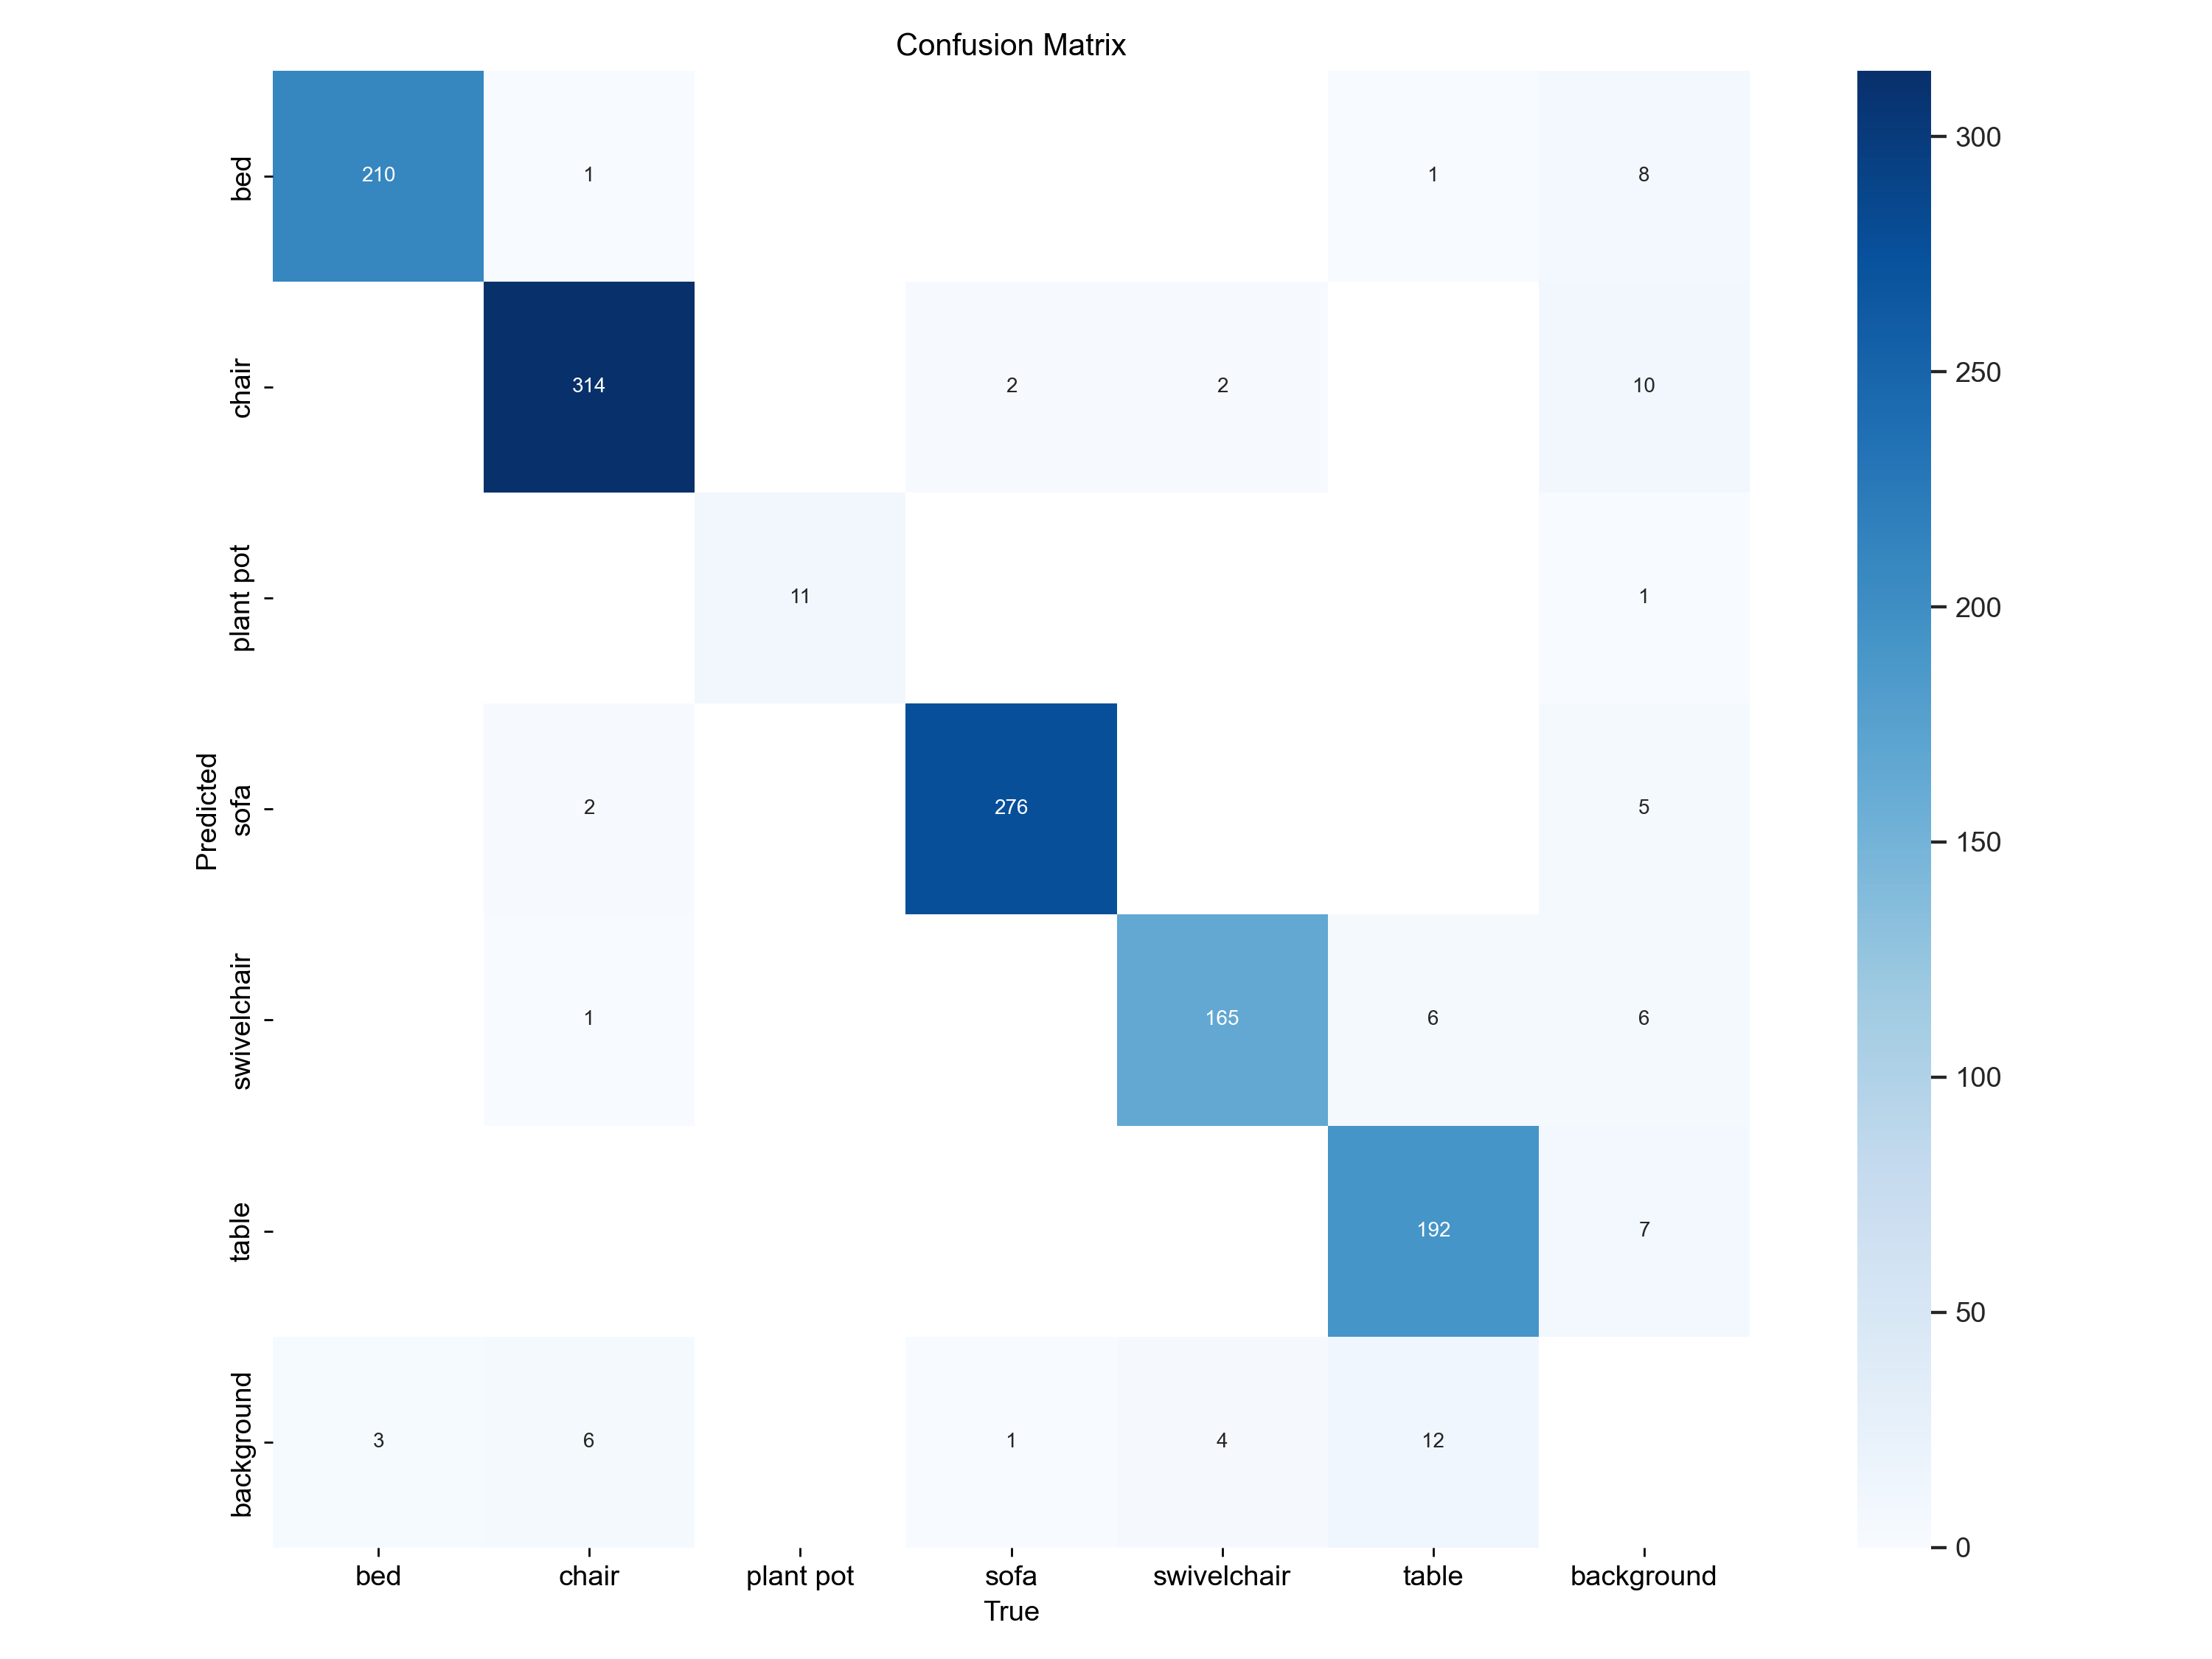 Confusion Matrix
bed
210
1
1
8
300
chair
314
2
2
10
250
plant pot
11
1
200
Predicted
sofa
2
276
5
150
swivelchair
1
165
6
6
100
table
192
7
50
background
3
6
1
4
12
0
bed chair plant pot sofa swivelchair table background
True